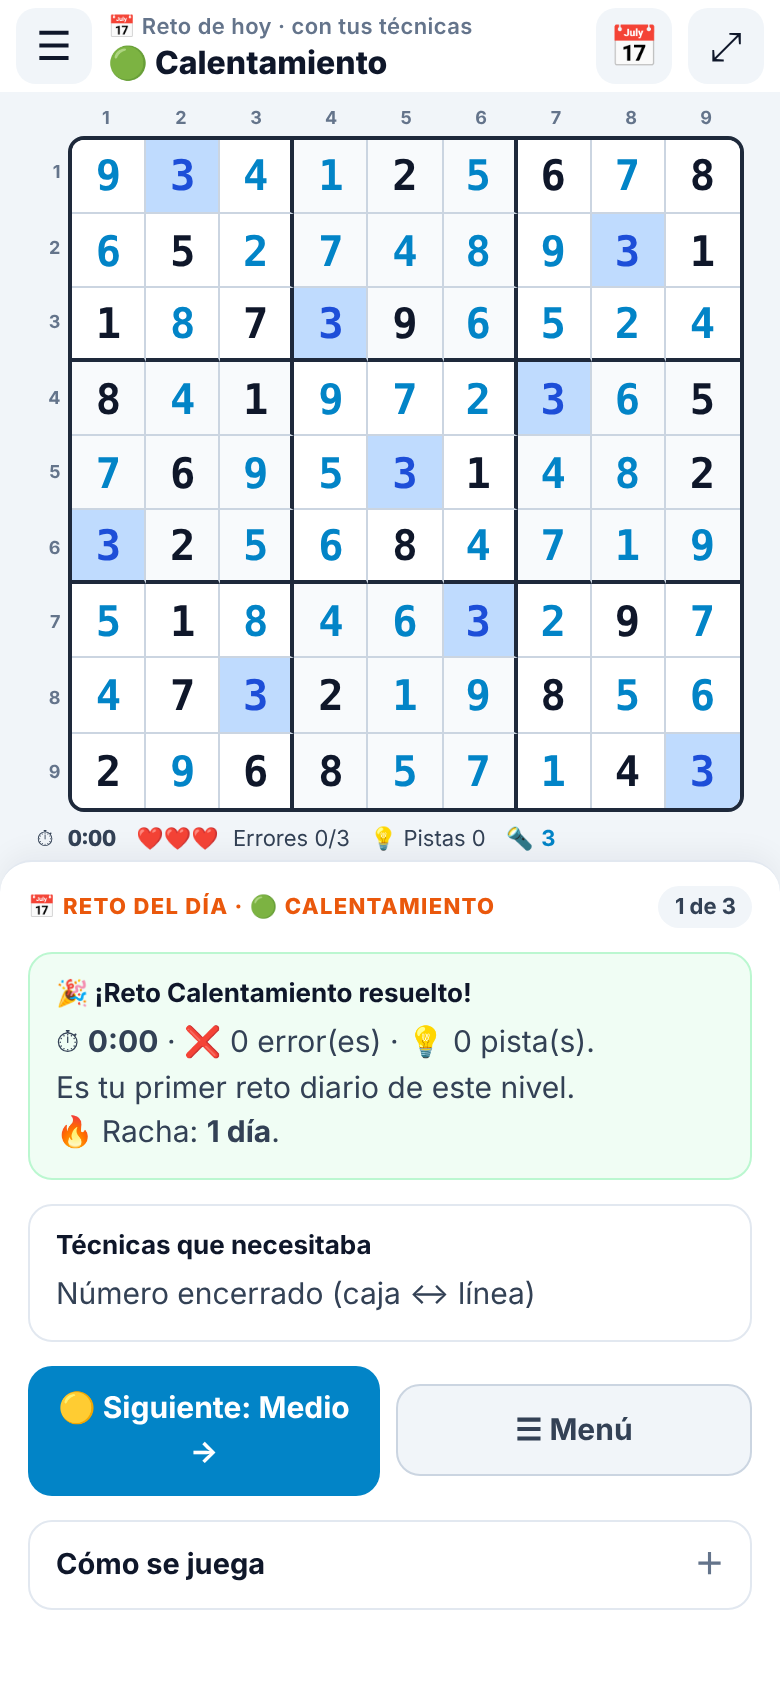 ☰ 📅 Reto de hoy · con tus técnicas
🟢 Calentamiento
1 2 3 4 5 6 7 8 9
1 9 3 4 1 2 5 6 7 8
2 6 5 2 7 4 8 9 3 1
3 1 8 7 3 9 6 5 2 4
4 8 4 1 9 7 2 3 6 5
5 7 6 9 5 3 1 4 8 2
6 3 2 5 6 8 4 7 1 9
7 5 1 8 4 6 3 2 9 7
8 4 7 3 2 1 9 8 5 6
9 2 9 6 8 5 7 1 4 3
⏱ 0:00 ❤️❤️❤️ Errores 0/3 💡 Pistas 0 🔦 3
📅 RETO DEL DÍA · 🟢 CALENTAMIENTO 1 de 3
🎉 ¡Reto Calentamiento resuelto!
⏱ 0:00 · ❌ 0 error(es) · 💡 0 pista(s).
Es tu primer reto diario de este nivel.
🔥 Racha: 1 día.
Técnicas que necesitaba
Número encerrado (caja ↔ línea)
🟡 Siguiente: Medio
→
☰ Menú
Cómo se juega +